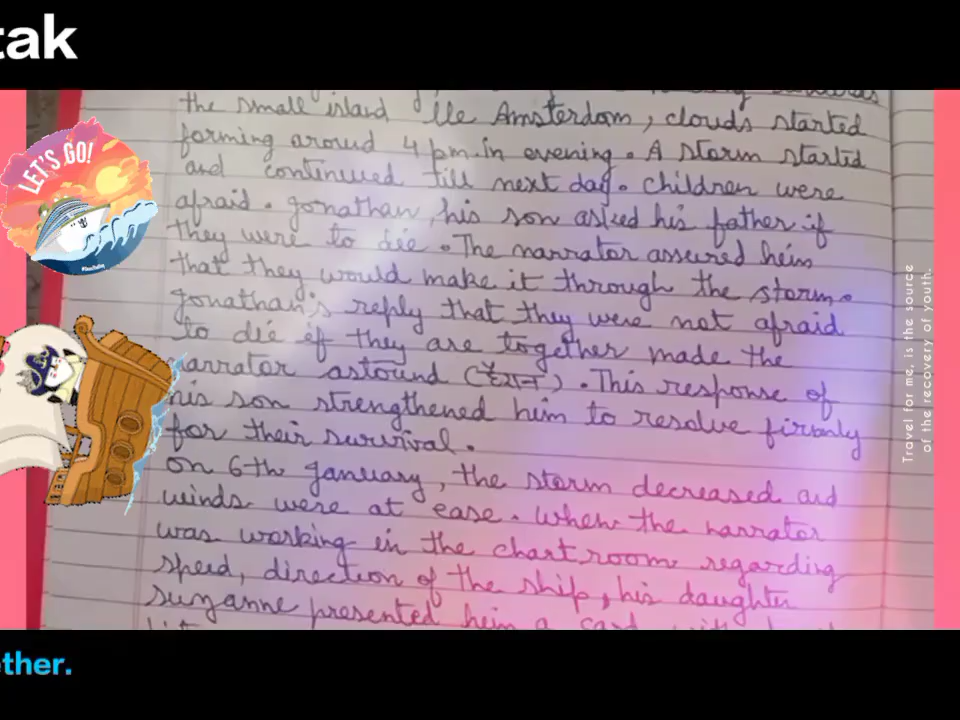 tak
LET'S GO!
the small island Ile Amsterdam, clouds started
forming around 4 pm.in evening. A storm started
and continued till next day. children were
afraid. Jonathan, his son asked his father if
they were to die. The narrator assured heim
that they would make it through the storm.
Jonathan's reply that they were not afraid
to die if they are together made the
narrator astound (हैरान). This response of
his son strengthened him to resolve firmly
for their survival.
on 6th January, the storm decreased and
winds were at ease. When the narrator
was working in the chart room regarding
speed, direction of the ship, his daughter
Suzanne presented heim a card
ether.
Travel for me, is the source
of the recovery of youth.